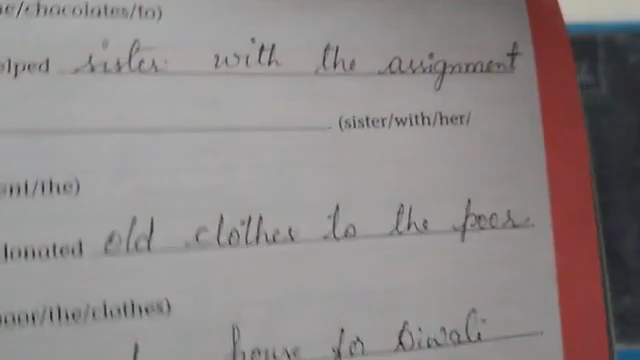 e/chocolates/to)
elped sister with the assignment
(sister/with/her/
ent/the)
donated old clothes to the poor.
oor/the/clothes)
house for Diwali